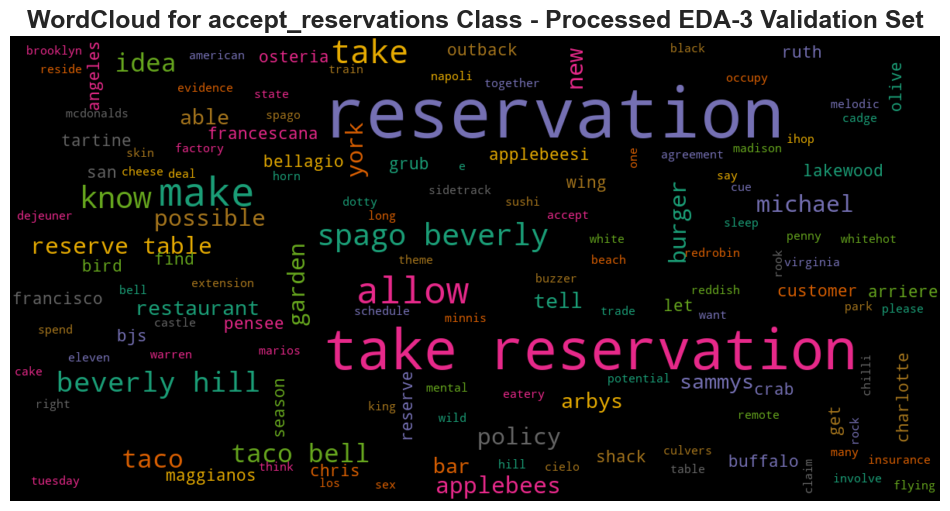 WordCloud for accept_reservations Class - Processed EDA-3 Validation Set
brooklyn
angeles
idea
american
osteria
take
outback
new
black
ruth
reside
evidence
train
napoli
together
occupy
olive
mcdonalds
able
state
spago
reservation
melodic
cadge
tartine
francescana
york
factory
skin
cheese
deal
bellagio
grub
e
applebeesi
one
agreement
madison
ihop
san
know
make
horn
sidetrack
wing
say
lakewood
cue
dejeuner
possible
dotty
long
sushi
accept
burger
michael
sleep
reserve table
spago beverly
white
penny
whitehot
bird
find
garden
theme
buzzer
beach
redrobin
rook
virginia
francisco
bell
extension
allow
tell
let
reddish
customer
arriere
restaurant
schedule
minnis
trade
want
park
please
spend
castle
pensee
bjs
take reservation
eleven
warren
marios
cake
beverly hill
season
reserve
mental
eatery
potential
sammys
crab
chilli
charlotte
right
king
wild
arbys
remote
get
rock
policy
taco
taco bell
culvers
many
shack
buffalo
insurance
maggianos
think
chris
bar
hill
cielo
table
claim
involve
flying
tuesday
los
sex
applebees